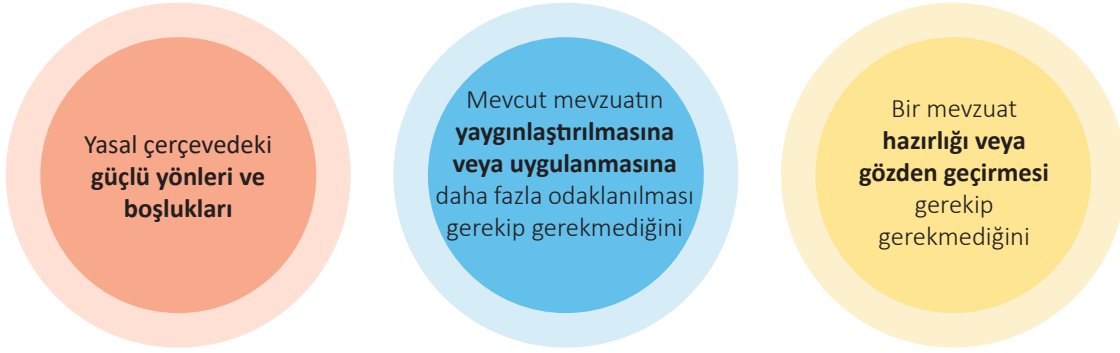 Yasal çerçevedeki
güçlü yönleri ve
boşlukları
Mevcut mevzuatın
yaygınlaştırılmasına
veya uygulanmasına
daha fazla odaklanılması
gerekip gerekmediğini
Bir mevzuat
hazırlığı veya
gözden geçirmesi
gerekip
gerekmediğini